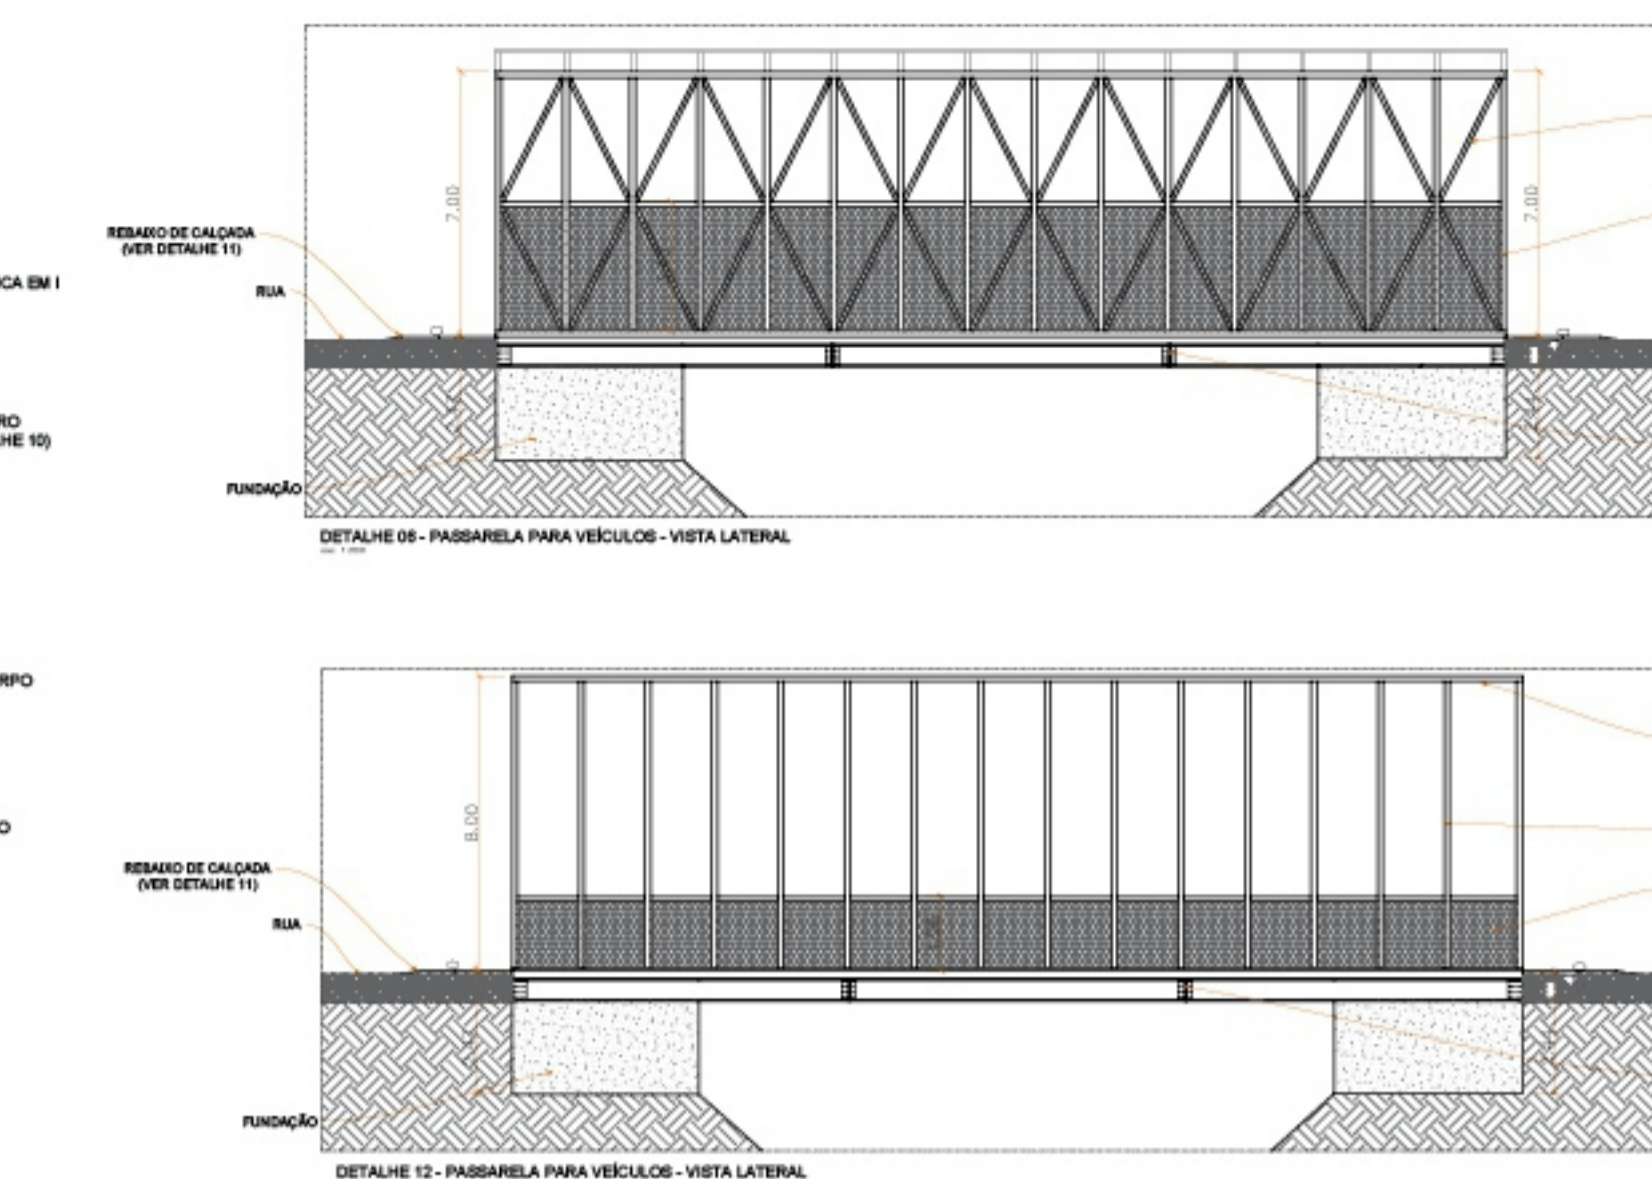 REBAIXO DE CALÇADA
(VER DETALHE 11)
CA EM I
RUA
RO
HE 10)
FUNDAÇÃO
7.00
7.00
DETALHE 06 - PASSARELA PARA VEÍCULOS - VISTA LATERAL
RPO
O
REBAIXO DE CALÇADA
(VER DETALHE 11)
RUA
FUNDAÇÃO
8.00
DETALHE 12 - PASSARELA PARA VEÍCULOS - VISTA LATERAL